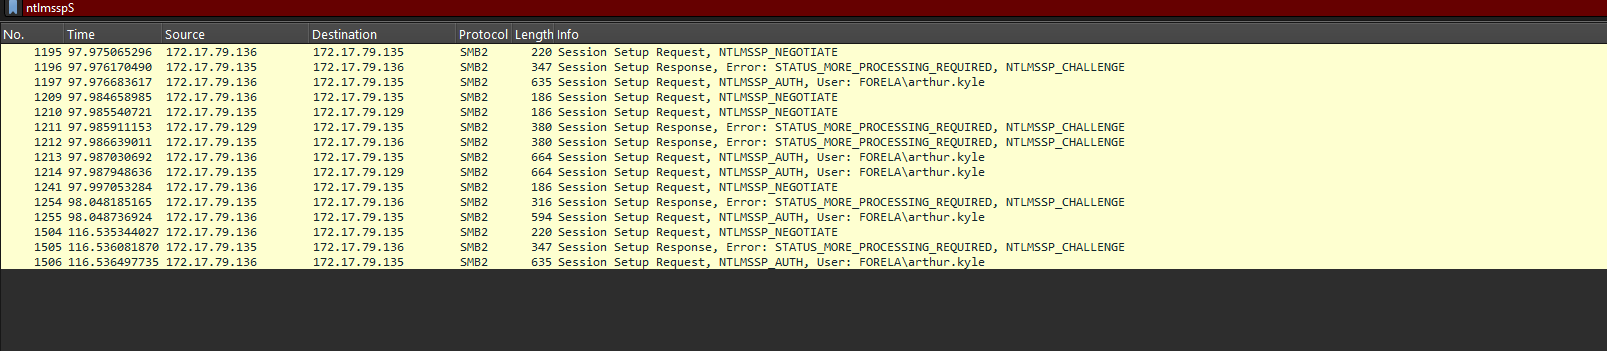 ntlmsspS
No. Time Source Destination Protocol Length Info
1195 97.975065296 172.17.79.136 172.17.79.135 SMB2 220 Session Setup Request, NTLMSSP_NEGOTIATE
1196 97.976170490 172.17.79.135 172.17.79.136 SMB2 347 Session Setup Response, Error: STATUS_MORE_PROCESSING_REQUIRED, NTLMSSP_CHALLENGE
1197 97.976683617 172.17.79.136 172.17.79.135 SMB2 635 Session Setup Request, NTLMSSP_AUTH, User: FORELA\arthur.kyle
1209 97.984658985 172.17.79.136 172.17.79.135 SMB2 186 Session Setup Request, NTLMSSP_NEGOTIATE
1210 97.985540721 172.17.79.135 172.17.79.129 SMB2 186 Session Setup Request, NTLMSSP_NEGOTIATE
1211 97.985911153 172.17.79.129 172.17.79.135 SMB2 380 Session Setup Response, Error: STATUS_MORE_PROCESSING_REQUIRED, NTLMSSP_CHALLENGE
1212 97.986639011 172.17.79.135 172.17.79.136 SMB2 380 Session Setup Response, Error: STATUS_MORE_PROCESSING_REQUIRED, NTLMSSP_CHALLENGE
1213 97.987030692 172.17.79.136 172.17.79.135 SMB2 664 Session Setup Request, NTLMSSP_AUTH, User: FORELA\arthur.kyle
1214 97.987948636 172.17.79.135 172.17.79.129 SMB2 664 Session Setup Request, NTLMSSP_AUTH, User: FORELA\arthur.kyle
1241 97.997053284 172.17.79.136 172.17.79.135 SMB2 186 Session Setup Request, NTLMSSP_NEGOTIATE
1254 98.048185165 172.17.79.135 172.17.79.136 SMB2 316 Session Setup Response, Error: STATUS_MORE_PROCESSING_REQUIRED, NTLMSSP_CHALLENGE
1255 98.048736924 172.17.79.136 172.17.79.135 SMB2 594 Session Setup Request, NTLMSSP_AUTH, User: FORELA\arthur.kyle
1504 116.535344027 172.17.79.136 172.17.79.135 SMB2 220 Session Setup Request, NTLMSSP_NEGOTIATE
1505 116.536081870 172.17.79.135 172.17.79.136 SMB2 347 Session Setup Response, Error: STATUS_MORE_PROCESSING_REQUIRED, NTLMSSP_CHALLENGE
1506 116.536497735 172.17.79.136 172.17.79.135 SMB2 635 Session Setup Request, NTLMSSP_AUTH, User: FORELA\arthur.kyle